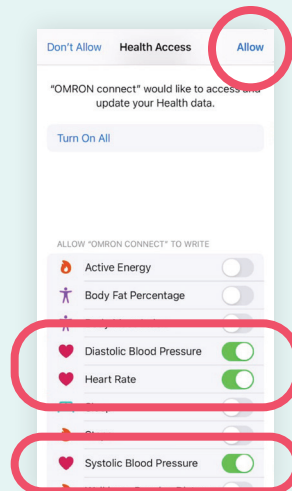 Don't Allow Health Access Allow
"OMRON connect" would like to access and
update your Health data.
Turn On All
ALLOW "OMRON CONNECT" TO WRITE
Active Energy
Body Fat Percentage
Diastolic Blood Pressure
Heart Rate
Systolic Blood Pressure